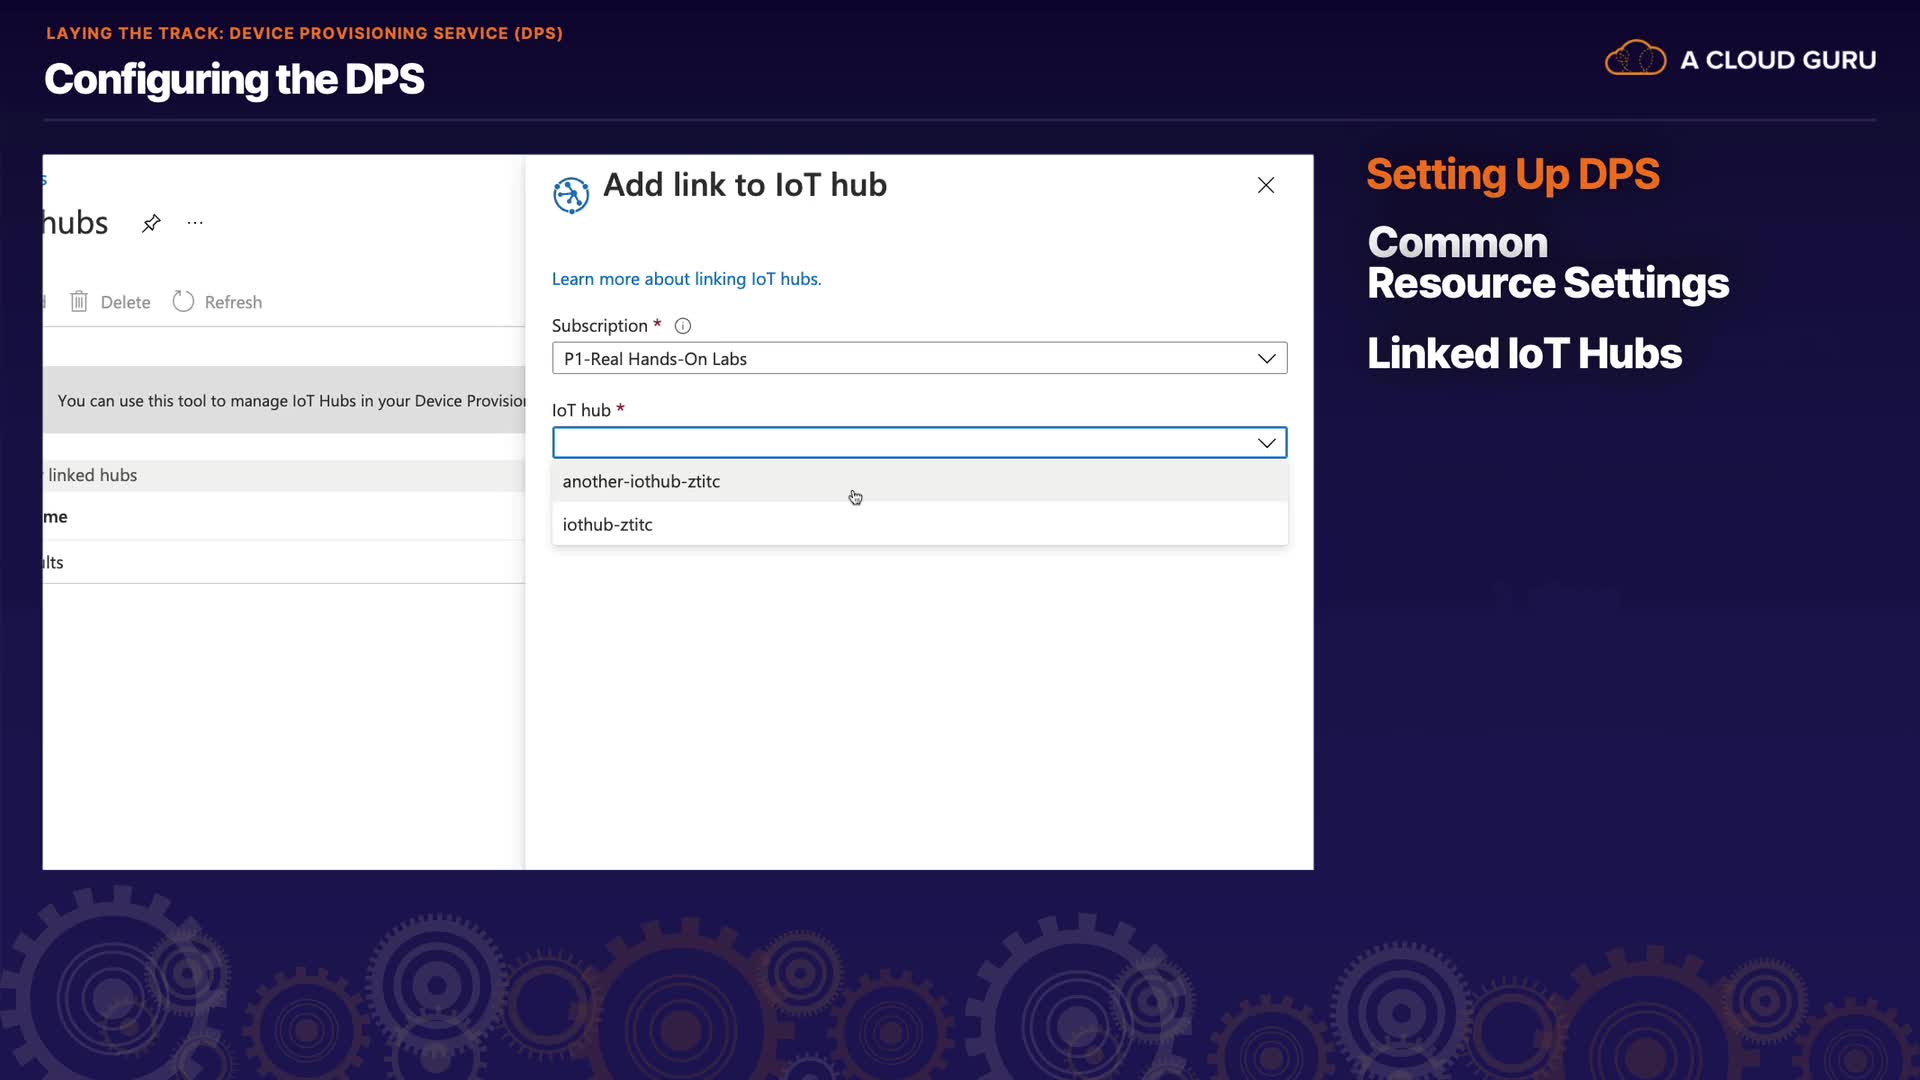 LAYING THE TRACK: DEVICE PROVISIONING SERVICE (DPS)
Configuring the DPS
A CLOUD GURU
s
hubs
...
Delete
Refresh
You can use this tool to manage IoT Hubs in your Device Provision
linked hubs
me
ults
Add link to IoT hub
Learn more about linking IoT hubs.
Subscription *
P1-Real Hands-On Labs
IoT hub *
another-iothub-ztitc
iothub-ztitc
Setting Up DPS
Common
Resource Settings
Linked IoT Hubs